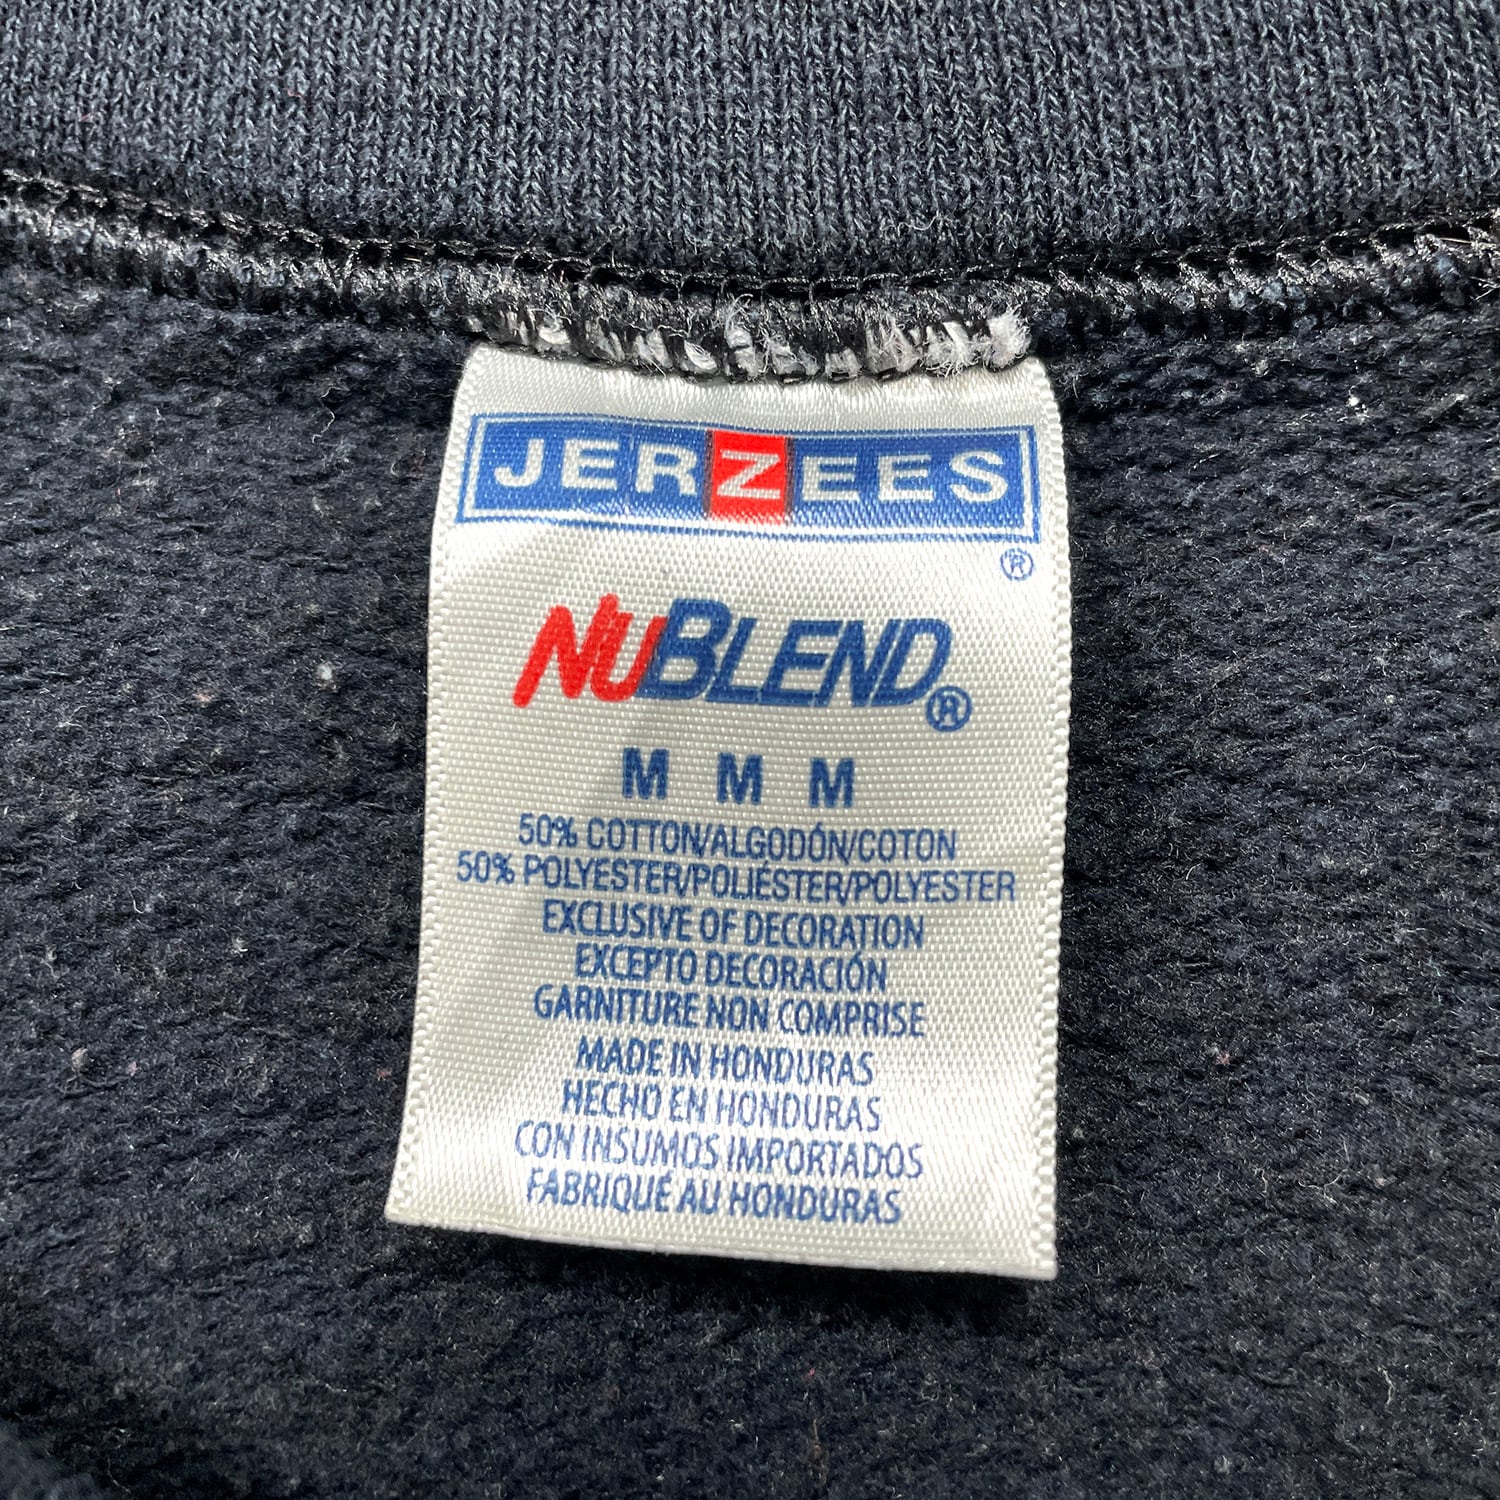 JERZEES
®
NUBLEND®
M M M
50% COTTON/ALGODÓN/COTON
50% POLYESTER/POLIÉSTER/POLYESTER
EXCLUSIVE OF DECORATION
EXCEPTO DECORACIÓN
GARNITURE NON COMPRISE
MADE IN HONDURAS
HECHO EN HONDURAS
CON INSUMOS IMPORTADOS
FABRIQUÉ AU HONDURAS